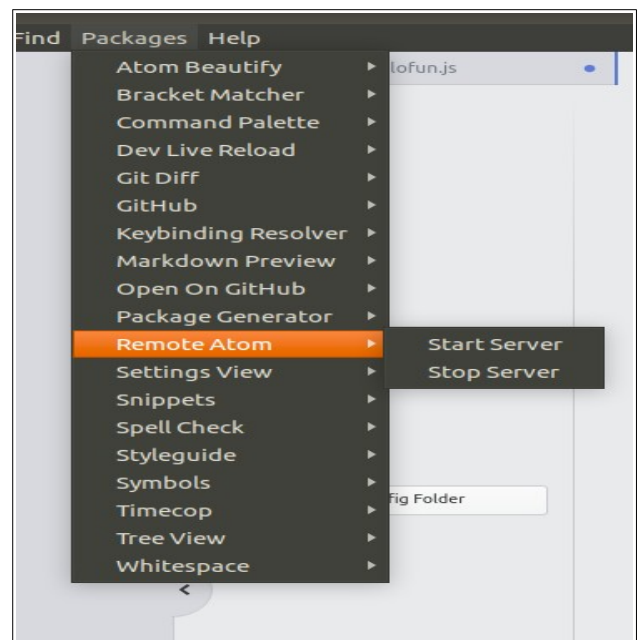 Find Packages Help
lofun.js
Atom Beautify
Bracket Matcher
Command Palette
Dev Live Reload
Git Diff
GitHub
Keybinding Resolver
Markdown Preview
Open On GitHub
Package Generator
Remote Atom
Start Server
Settings View
Stop Server
Snippets
Spell Check
Styleguide
Symbols
fig Folder
Timecop
Tree View
Whitespace